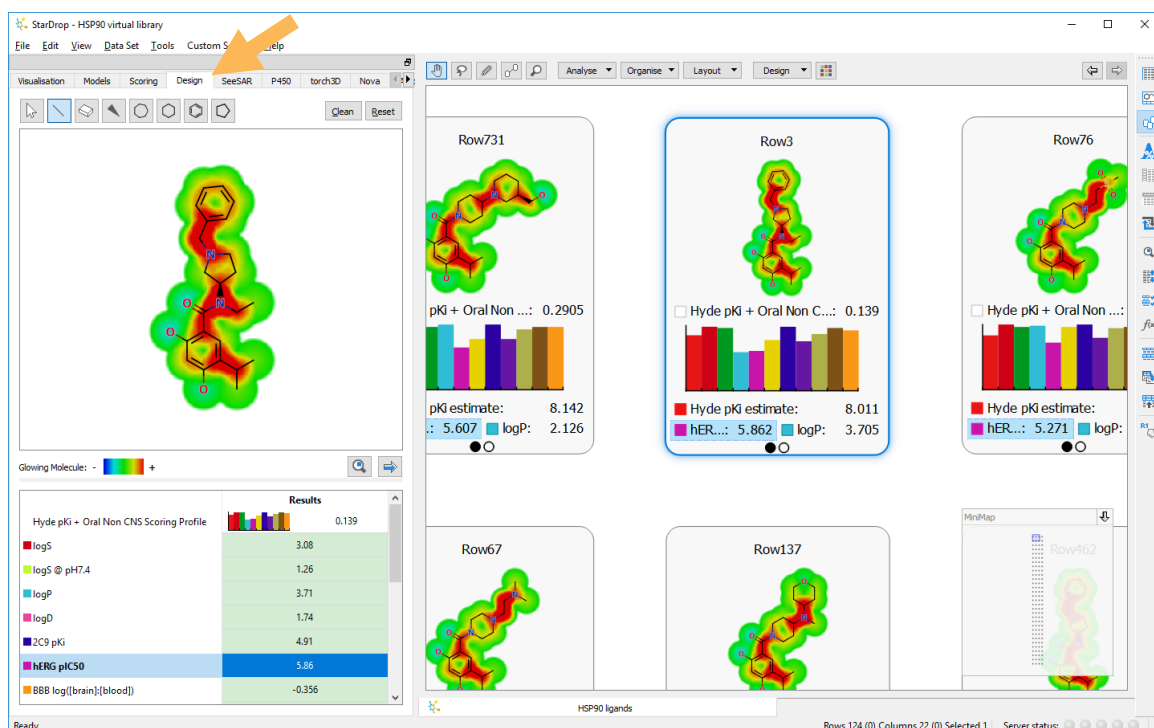 StarDrop - HSP90 virtual library
File Edit View Data Set Tools Custom S elp
Visualisation Models Scoring Design SeeSAR P450 torch3D Nova
Analyse Organise Layout Design
Clean Reset
Row731 Row3 Row76
pKi + Oral Non ...: 0.2905
Hyde pKi + Oral Non C...: 0.139
Hyde pKi + Oral Non ...:
pKi estimate: 8.142
.: 5.607 logP: 2.126
Hyde pKi estimate: 8.011
hER...: 5.862 logP: 3.705
Hyde pKi estimate:
hER...: 5.271 logP:
N
N
O
O
O
Glowing Molecule: - +
Results
Hyde pKi + Oral Non CNS Scoring Profile 0.139
logS 3.08
logS @ pH7.4 1.26
logP 3.71
logD 1.74
2C9 pKi 4.91
hERG pIC50 5.86
BBB log([brain]:[blood]) -0.356
Row67 Row137
MiniMap
Row462
HSP90 ligands
Ready
Rows 124 (0) Columns 22 (0) Selected 1 Server status: